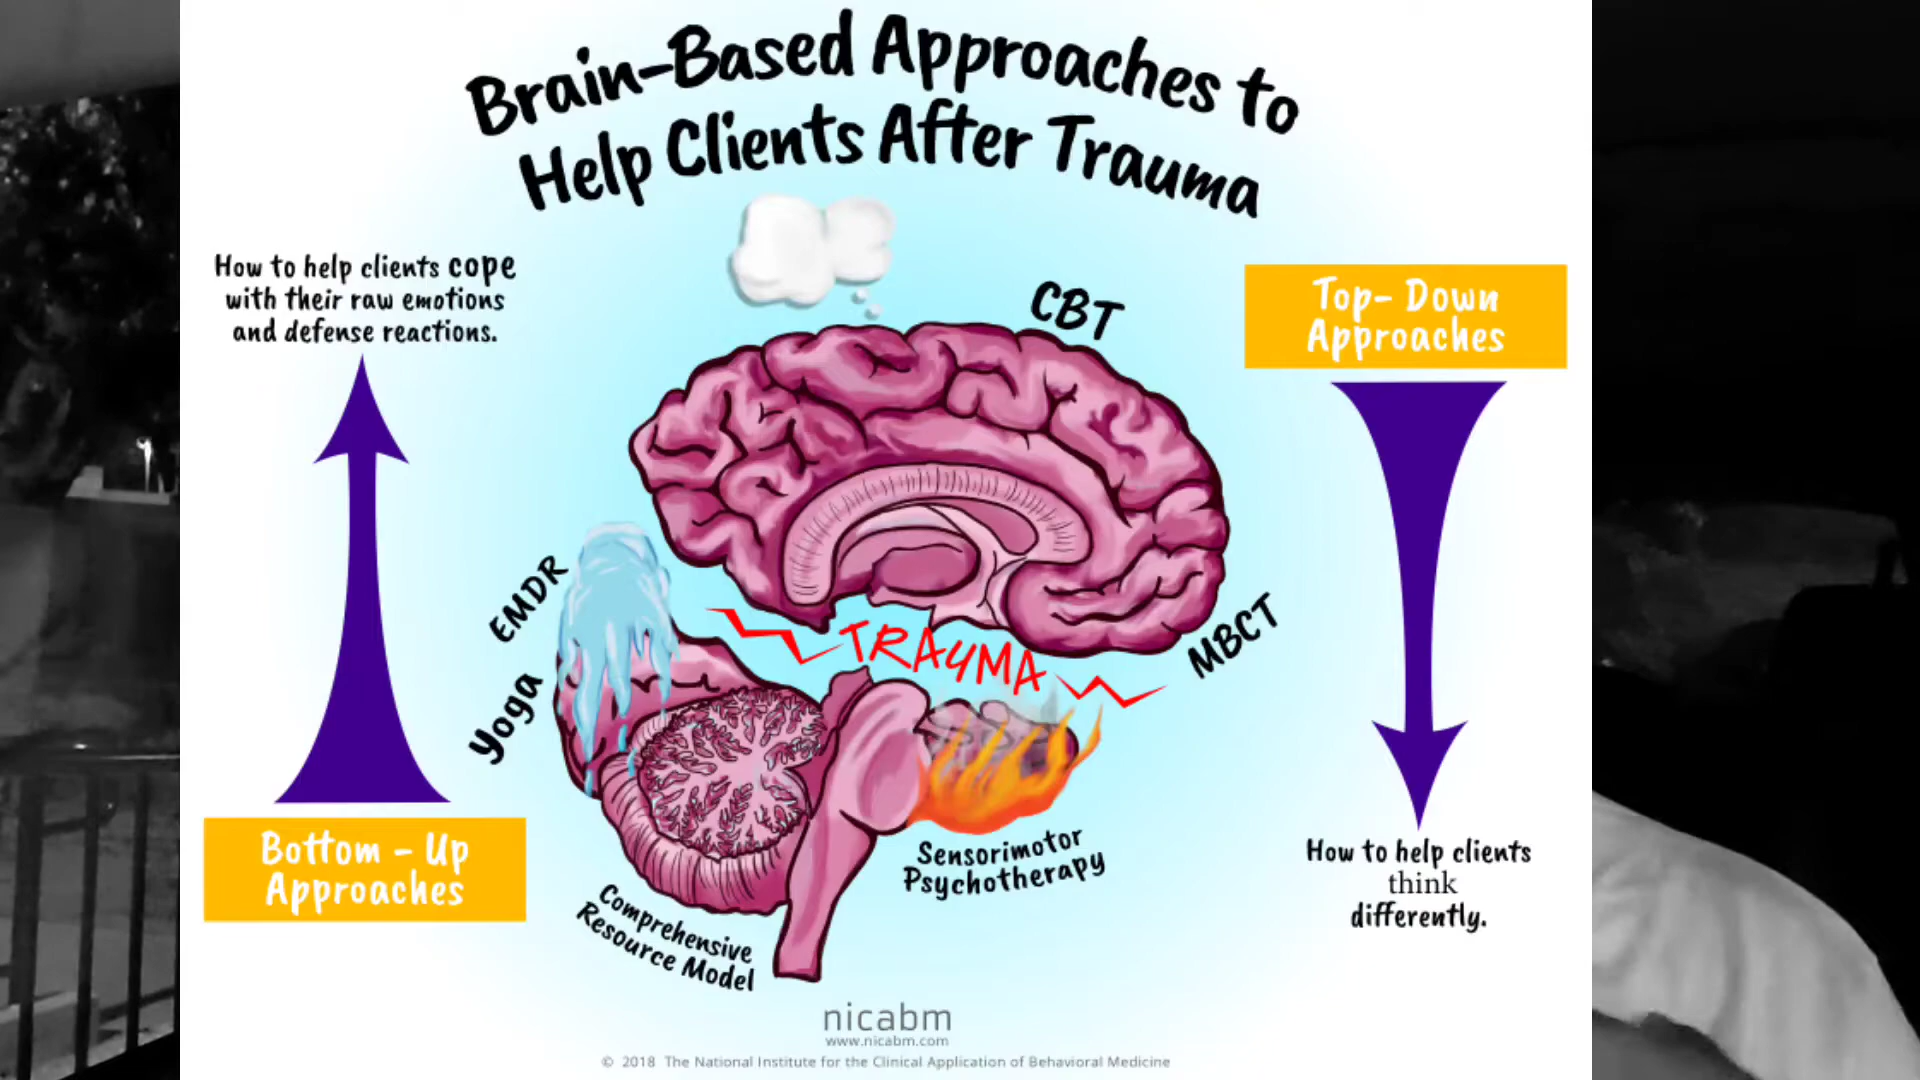 Brain-Based Approaches to
Help Clients After Trauma
How to help clients cope
with their raw emotions
and defense reactions.
CBT
Top- Down
Approaches
EMDR
Yoga
TRAUMA
MBCT
Bottom - Up
Approaches
Sensorimotor
Psychotherapy
Comprehensive
Resource Model
How to help clients
think
differently.
nicabm
www.nicabm.com
© 2018 The National Institute for the Clinical Application of Behavioral Medicine